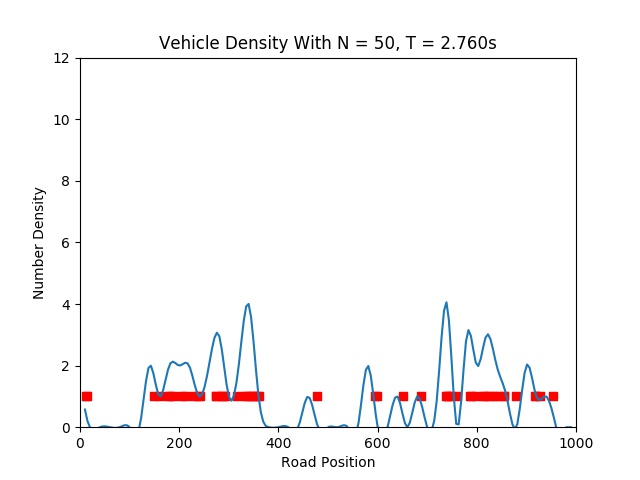 Vehicle Density With N = 50, T = 2.760s
12
10
8
6
4
2
0
Number Density
0 200 400 600 800 1000
Road Position